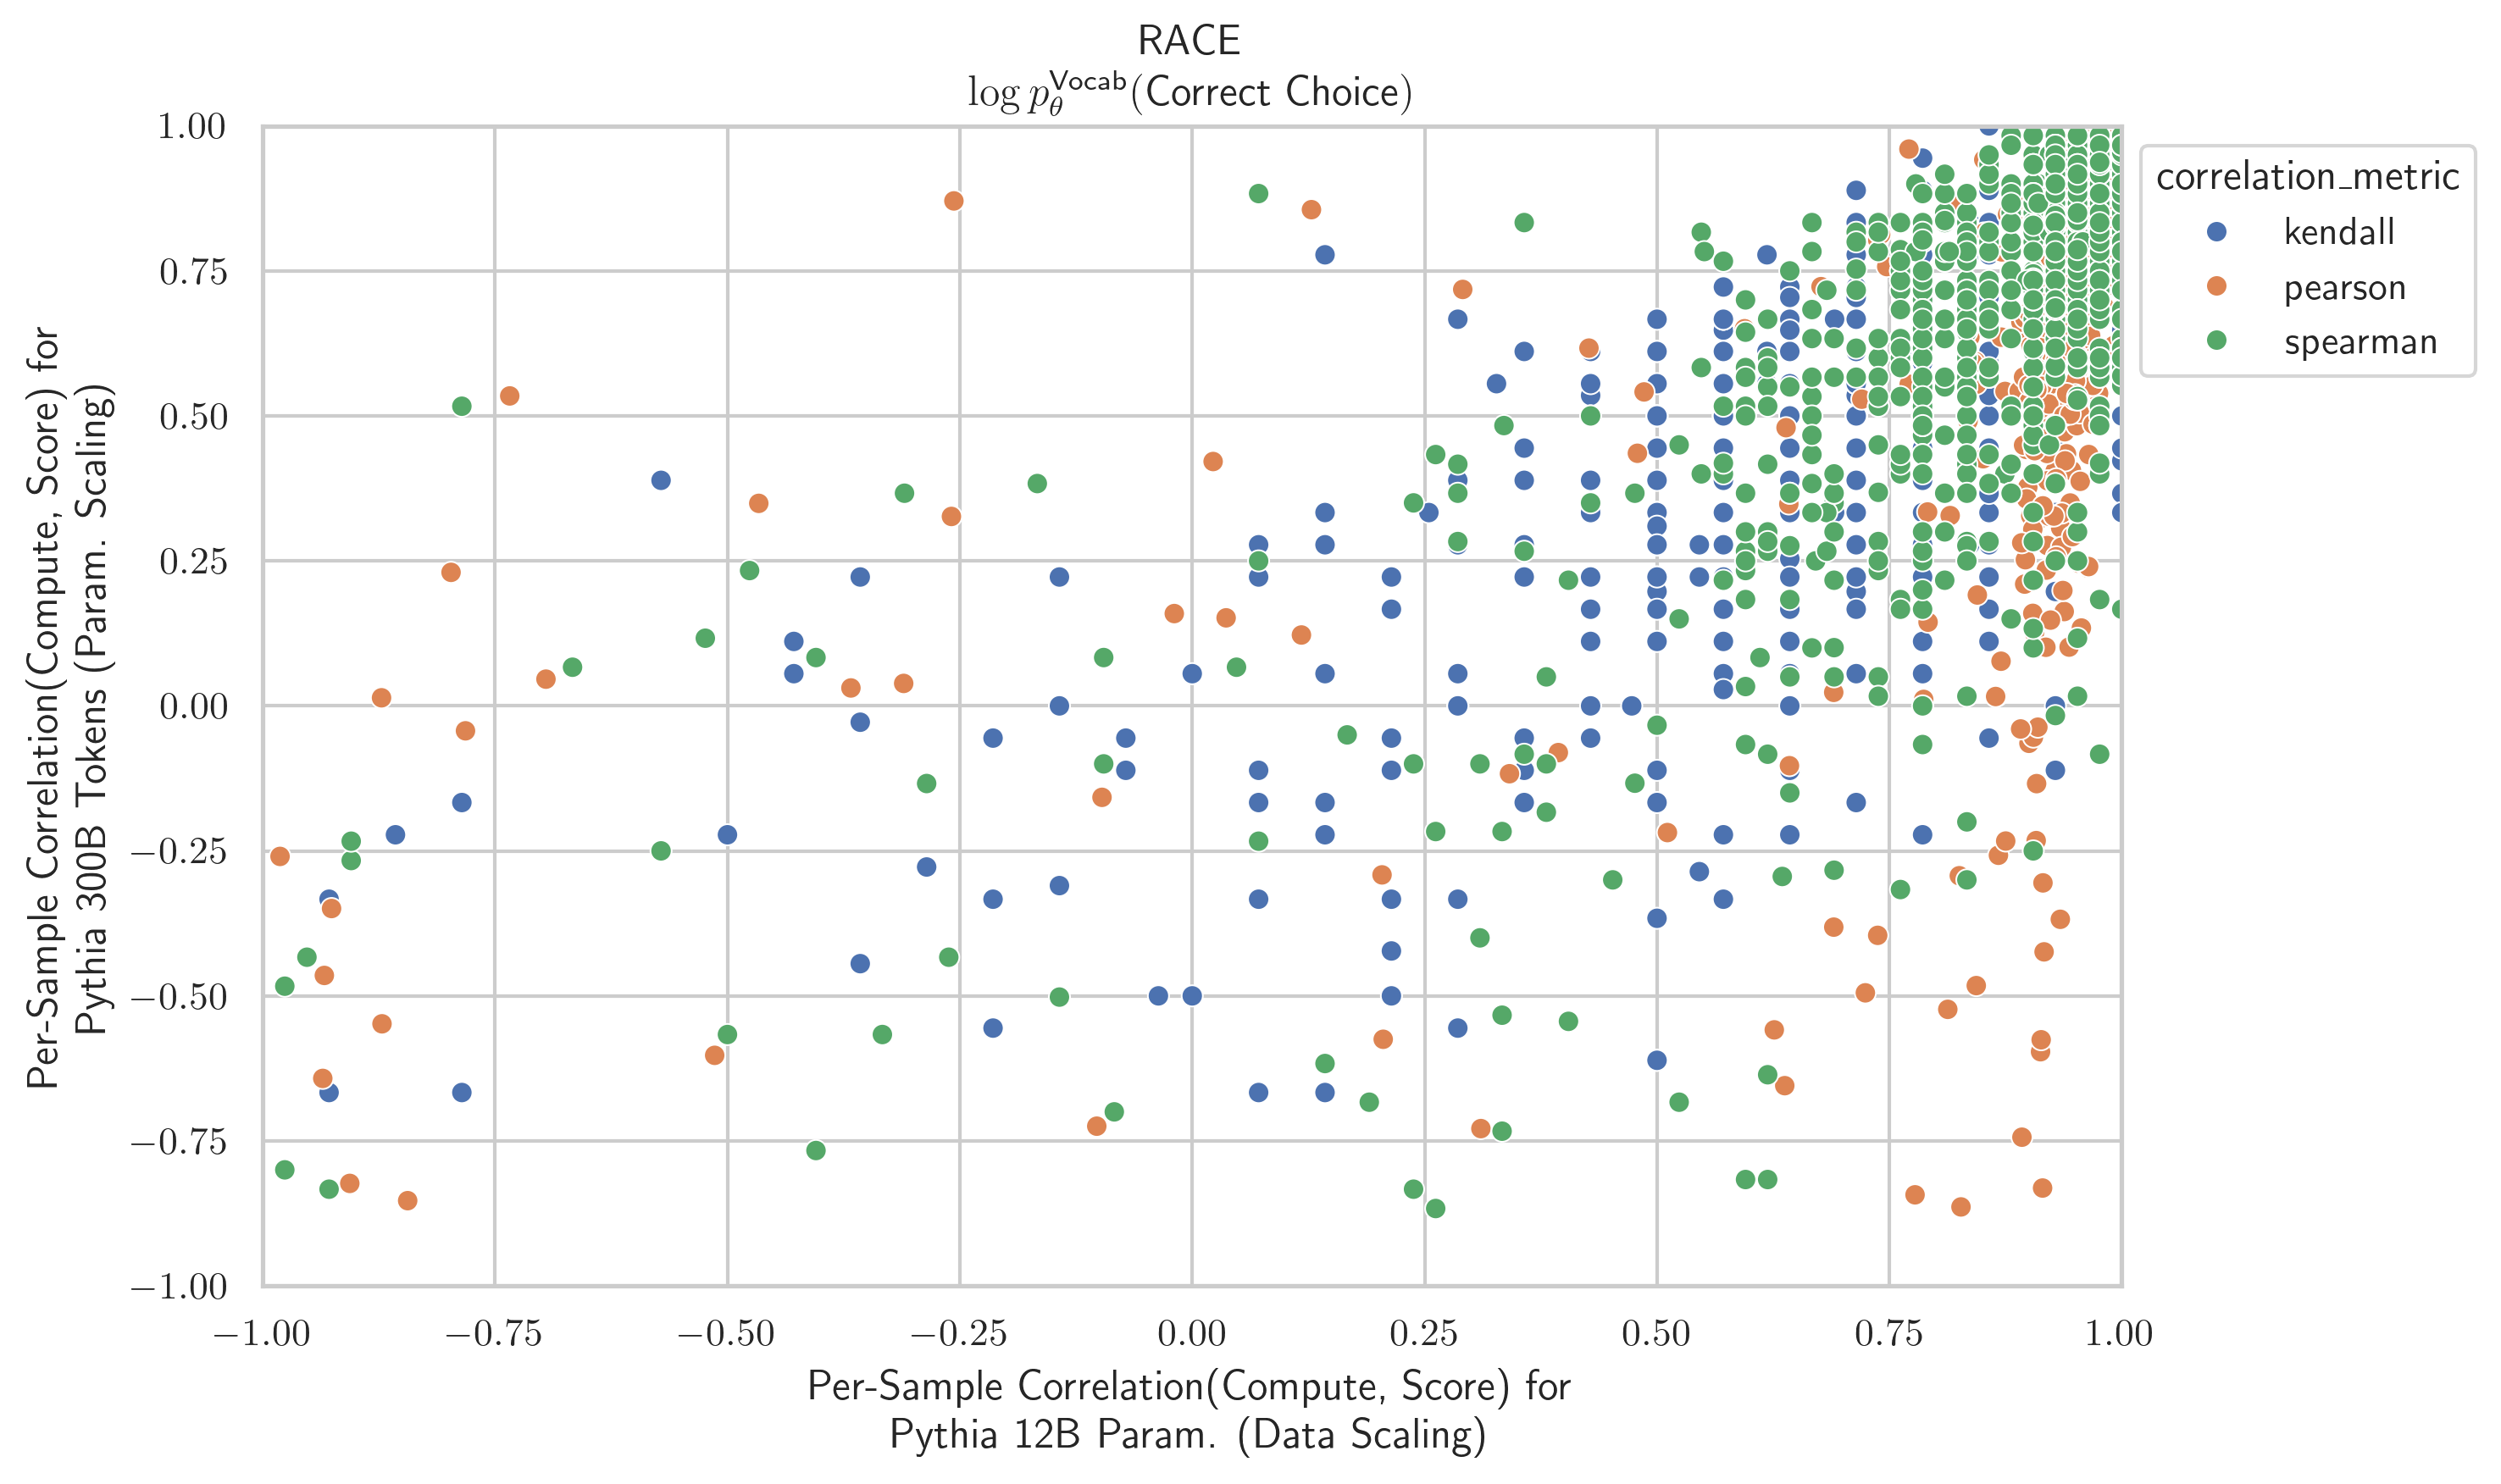 RACE
log p_θ^Vocab(Correct Choice)
Per-Sample Correlation(Compute, Score) for
Pythia 300B Tokens (Param. Scaling)
1.00
0.75
0.50
0.25
0.00
−0.25
−0.50
−0.75
−1.00
−1.00 −0.75 −0.50 −0.25 0.00 0.25 0.50 0.75 1.00
Per-Sample Correlation(Compute, Score) for
Pythia 12B Param. (Data Scaling)
correlation_metric
kendall
pearson
spearman